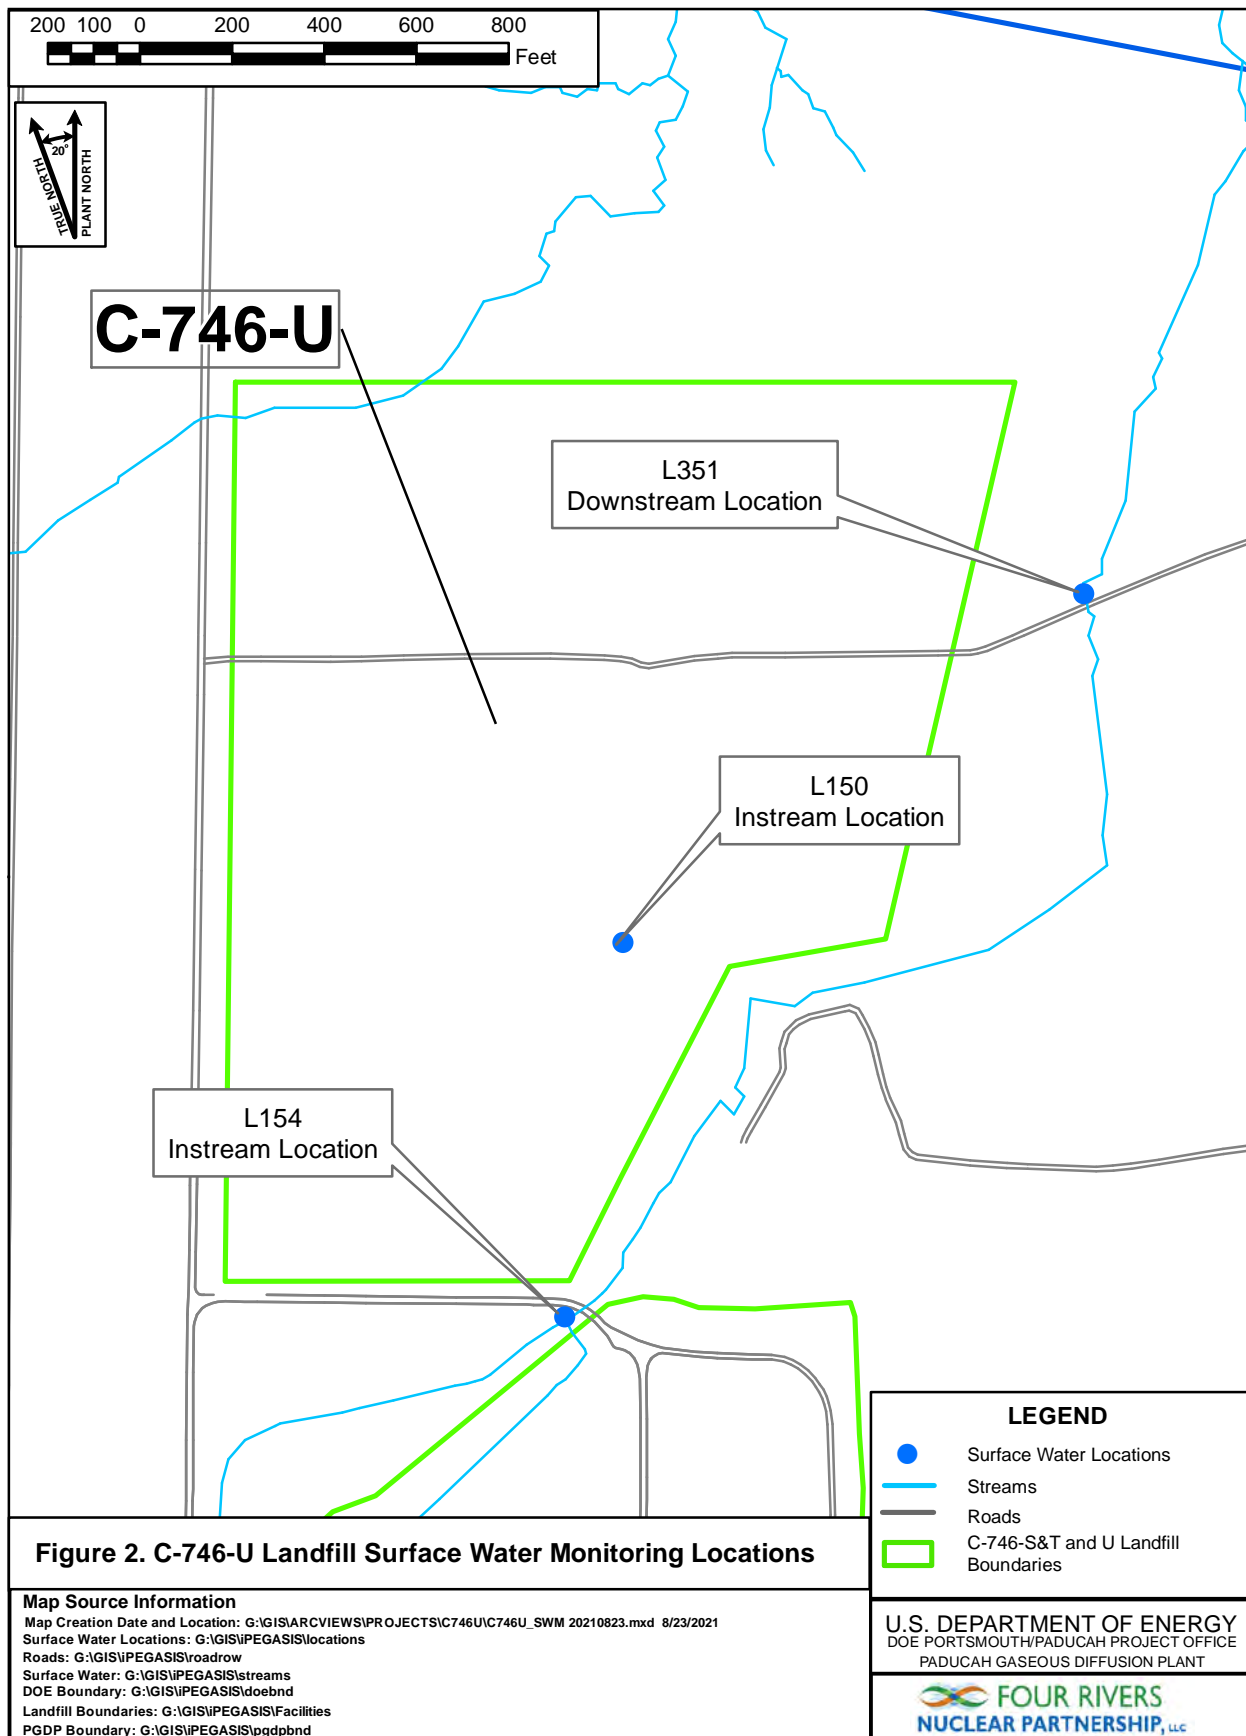 200 100 0 200 400 600 800
Feet
20°
TRUE NORTH
PLANT NORTH
C-746-U
L351
Downstream Location
L150
Instream Location
L154
Instream Location
LEGEND
Surface Water Locations
Streams
Roads
C-746-S&T and U Landfill
Boundaries
Figure 2. C-746-U Landfill Surface Water Monitoring Locations
Map Source Information
Map Creation Date and Location: G:\GIS\ARCVIEWS\PROJECTS\C746U\C746U_SWM 20210823.mxd 8/23/2021
Surface Water Locations: G:\GIS\iPEGASIS\locations
Roads: G:\GIS\iPEGASIS\roadrow
Surface Water: G:\GIS\iPEGASIS\streams
DOE Boundary: G:\GIS\iPEGASIS\doebnd
Landfill Boundaries: G:\GIS\iPEGASIS\Facilities
PGDP Boundary: G:\GIS\iPEGASIS\pgdpbnd
U.S. DEPARTMENT OF ENERGY
DOE PORTSMOUTH/PADUCAH PROJECT OFFICE
PADUCAH GASEOUS DIFFUSION PLANT
FOUR RIVERS
NUCLEAR PARTNERSHIP, LLC